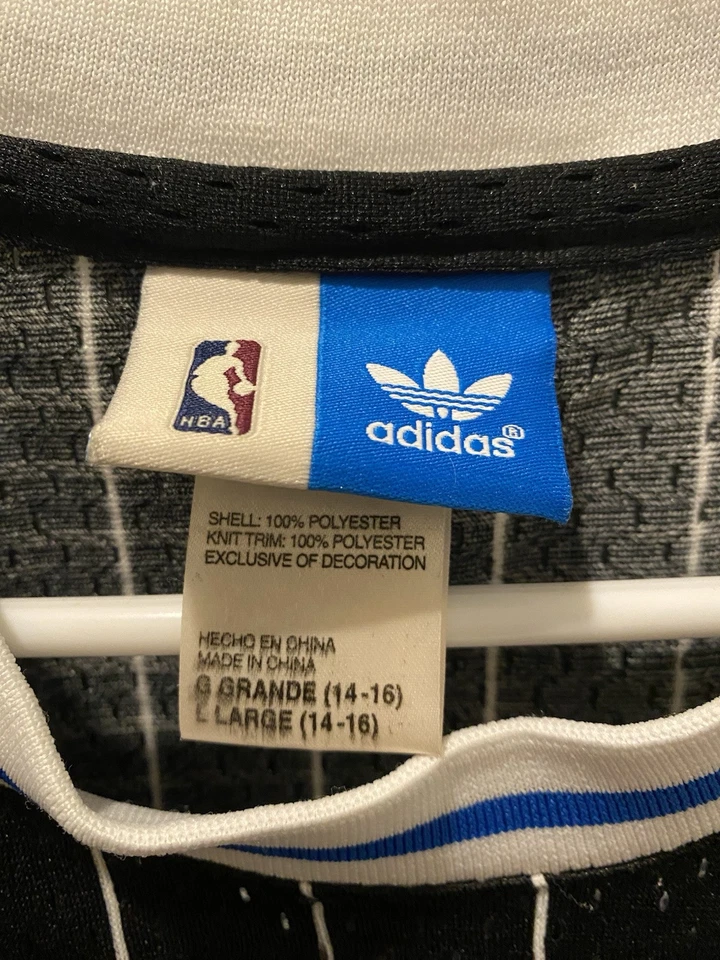 NBA
adidas®
SHELL: 100% POLYESTER
KNIT TRIM: 100% POLYESTER
EXCLUSIVE OF DECORATION
HECHO EN CHINA
MADE IN CHINA
G GRANDE (14-16)
L LARGE (14-16)